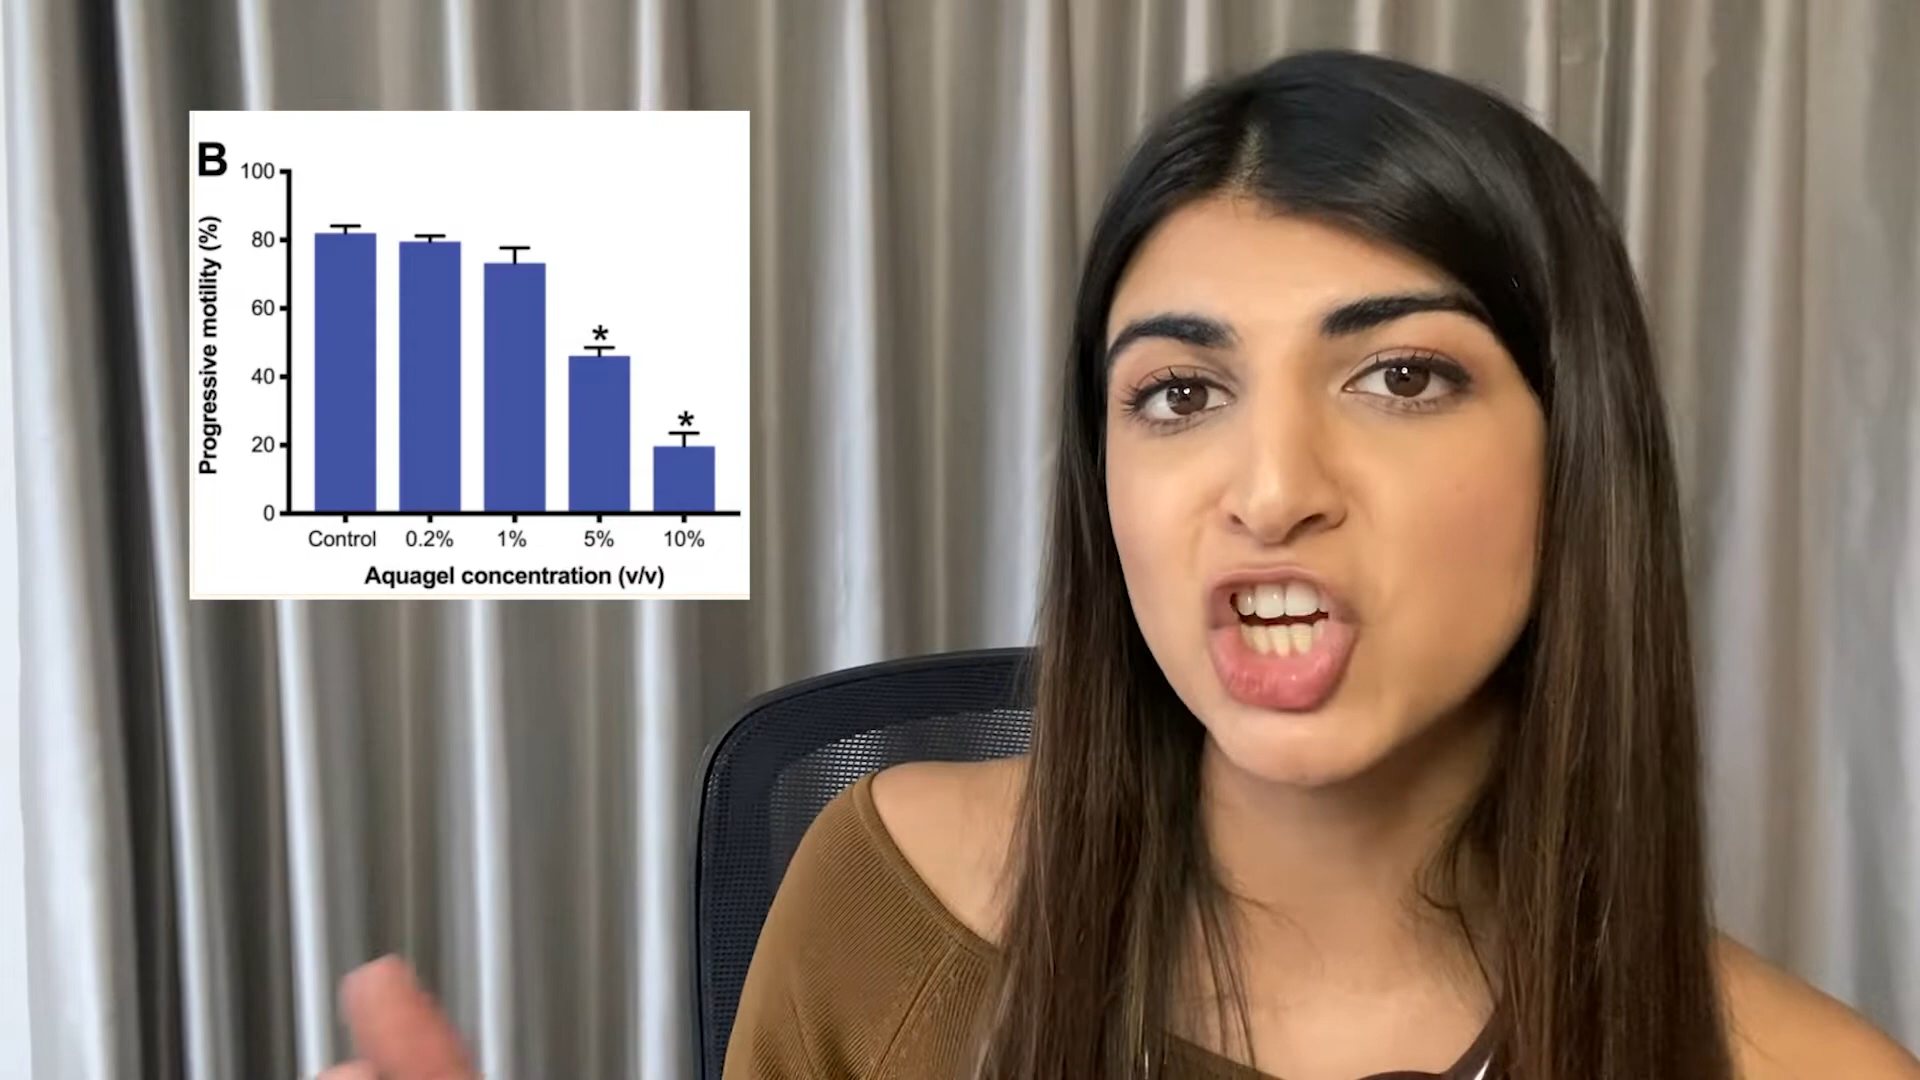 B
100
80
60
40
20
0
Progressive motility (%)
*
*
Control 0.2% 1% 5% 10%
Aquagel concentration (v/v)